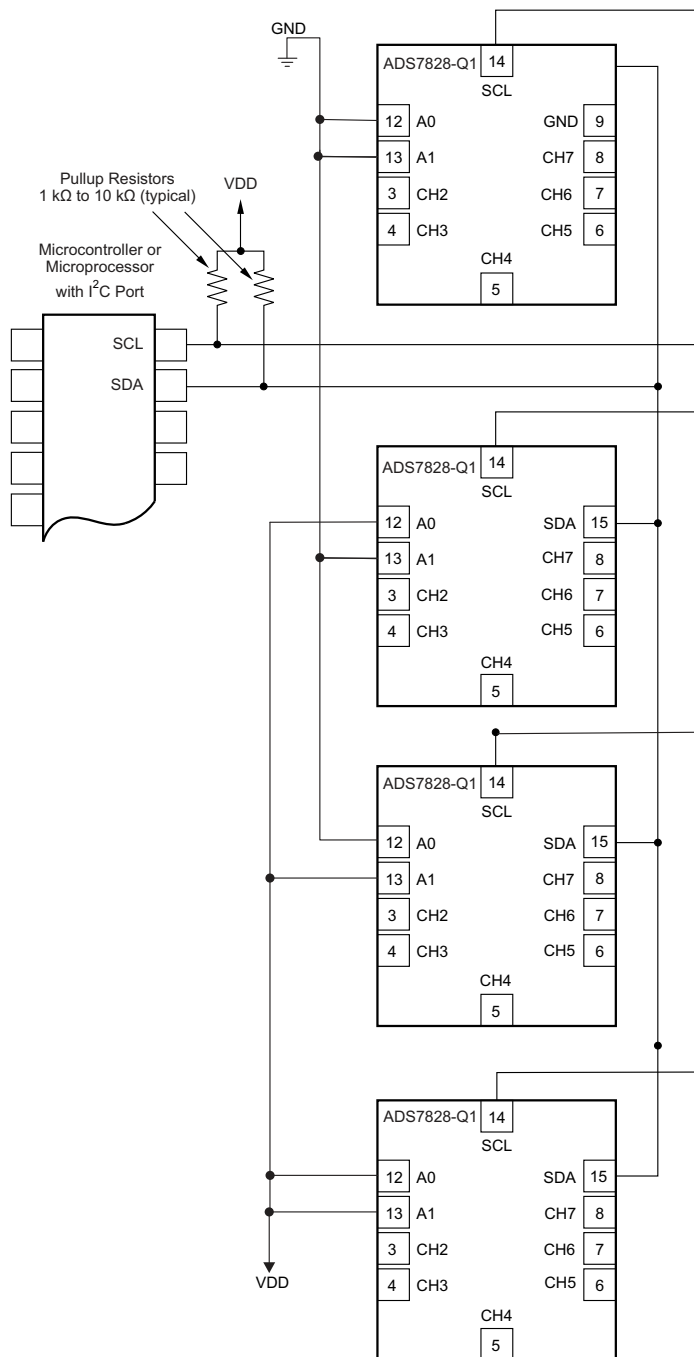 GND
Pullup Resistors
1 kΩ to 10 kΩ (typical)
VDD
Microcontroller or
Microprocessor
with I²C Port
SCL
SDA
ADS7828-Q1 14
SCL
12 A0 GND 9
13 A1 CH7 8
3 CH2 CH6 7
4 CH3 CH5 6
CH4
5
ADS7828-Q1 14
SCL
12 A0 SDA 15
13 A1 CH7 8
3 CH2 CH6 7
4 CH3 CH5 6
CH4
5
ADS7828-Q1 14
SCL
12 A0 SDA 15
13 A1 CH7 8
3 CH2 CH6 7
4 CH3 CH5 6
CH4
5
ADS7828-Q1 14
SCL
12 A0 SDA 15
13 A1 CH7 8
3 CH2 CH6 7
4 CH3 CH5 6
VDD
CH4
5